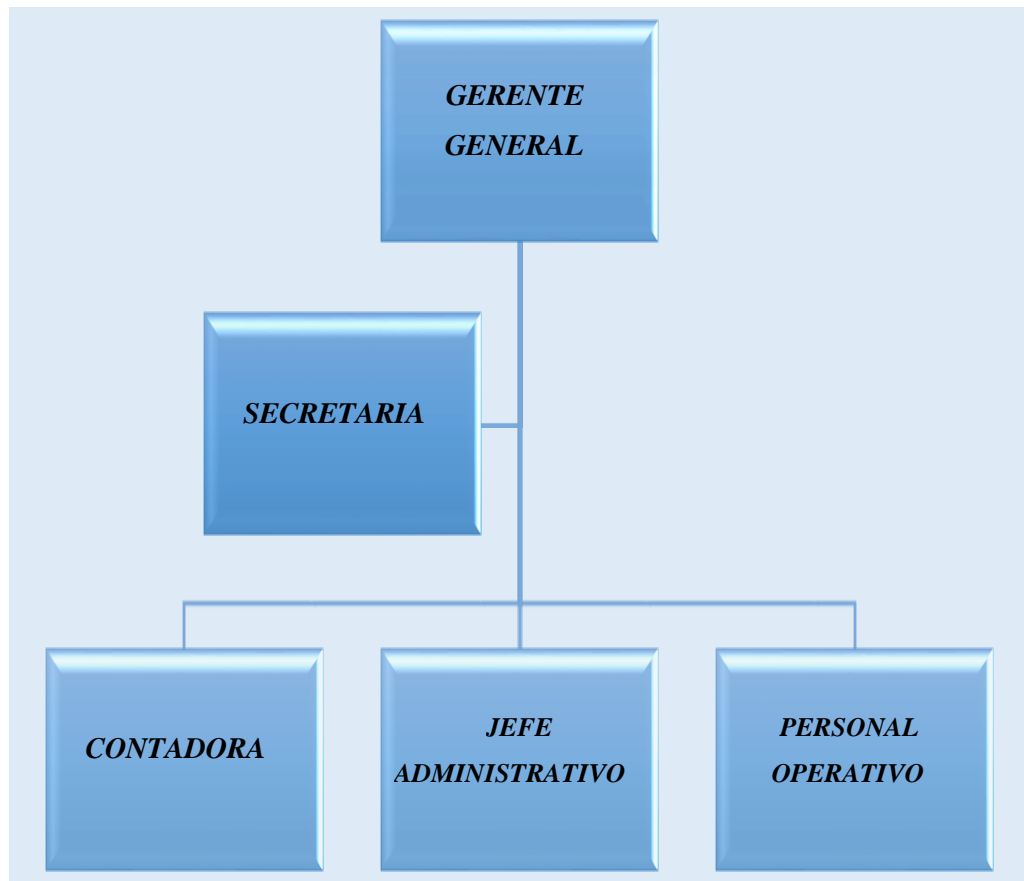 GERENTE
GENERAL
SECRETARIA
CONTADORA
JEFE
ADMINISTRATIVO
PERSONAL
OPERATIVO